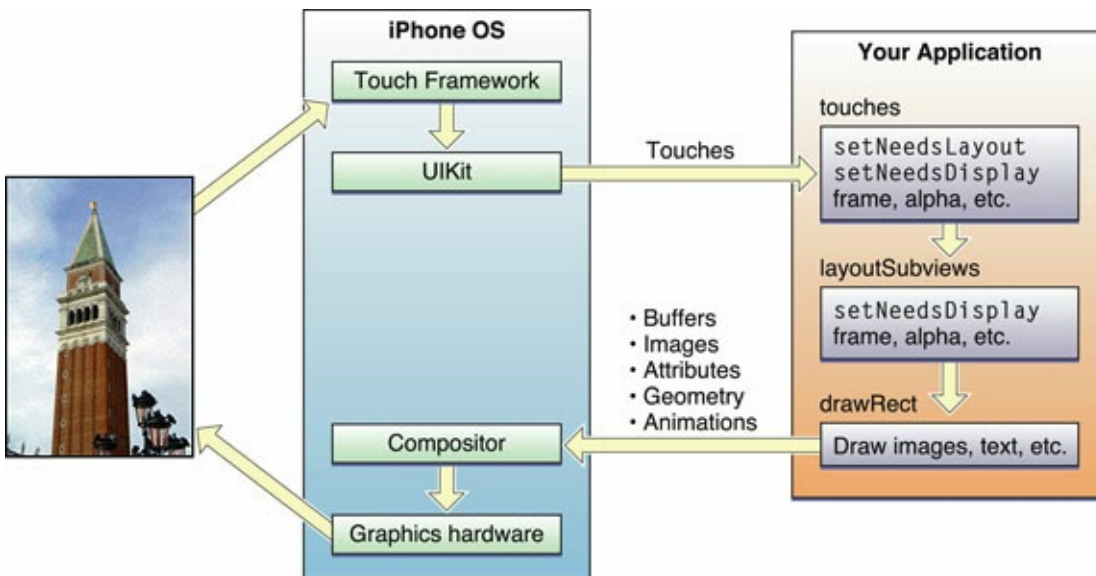 iPhone OS
Touch Framework
UIKit
Compositor
Graphics hardware
Touches
• Buffers
• Images
• Attributes
• Geometry
• Animations
Your Application
touches
setNeedsLayout
setNeedsDisplay
frame, alpha, etc.
layoutSubviews
setNeedsDisplay
frame, alpha, etc.
drawRect
Draw images, text, etc.